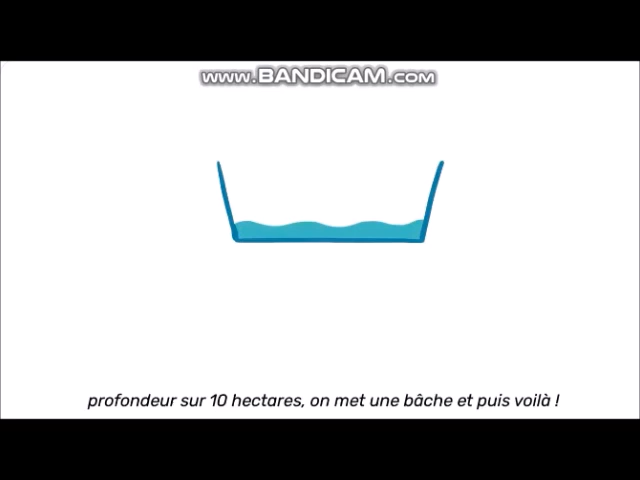 www.BANDICAM.com
profondeur sur 10 hectares, on met une bâche et puis voilà !